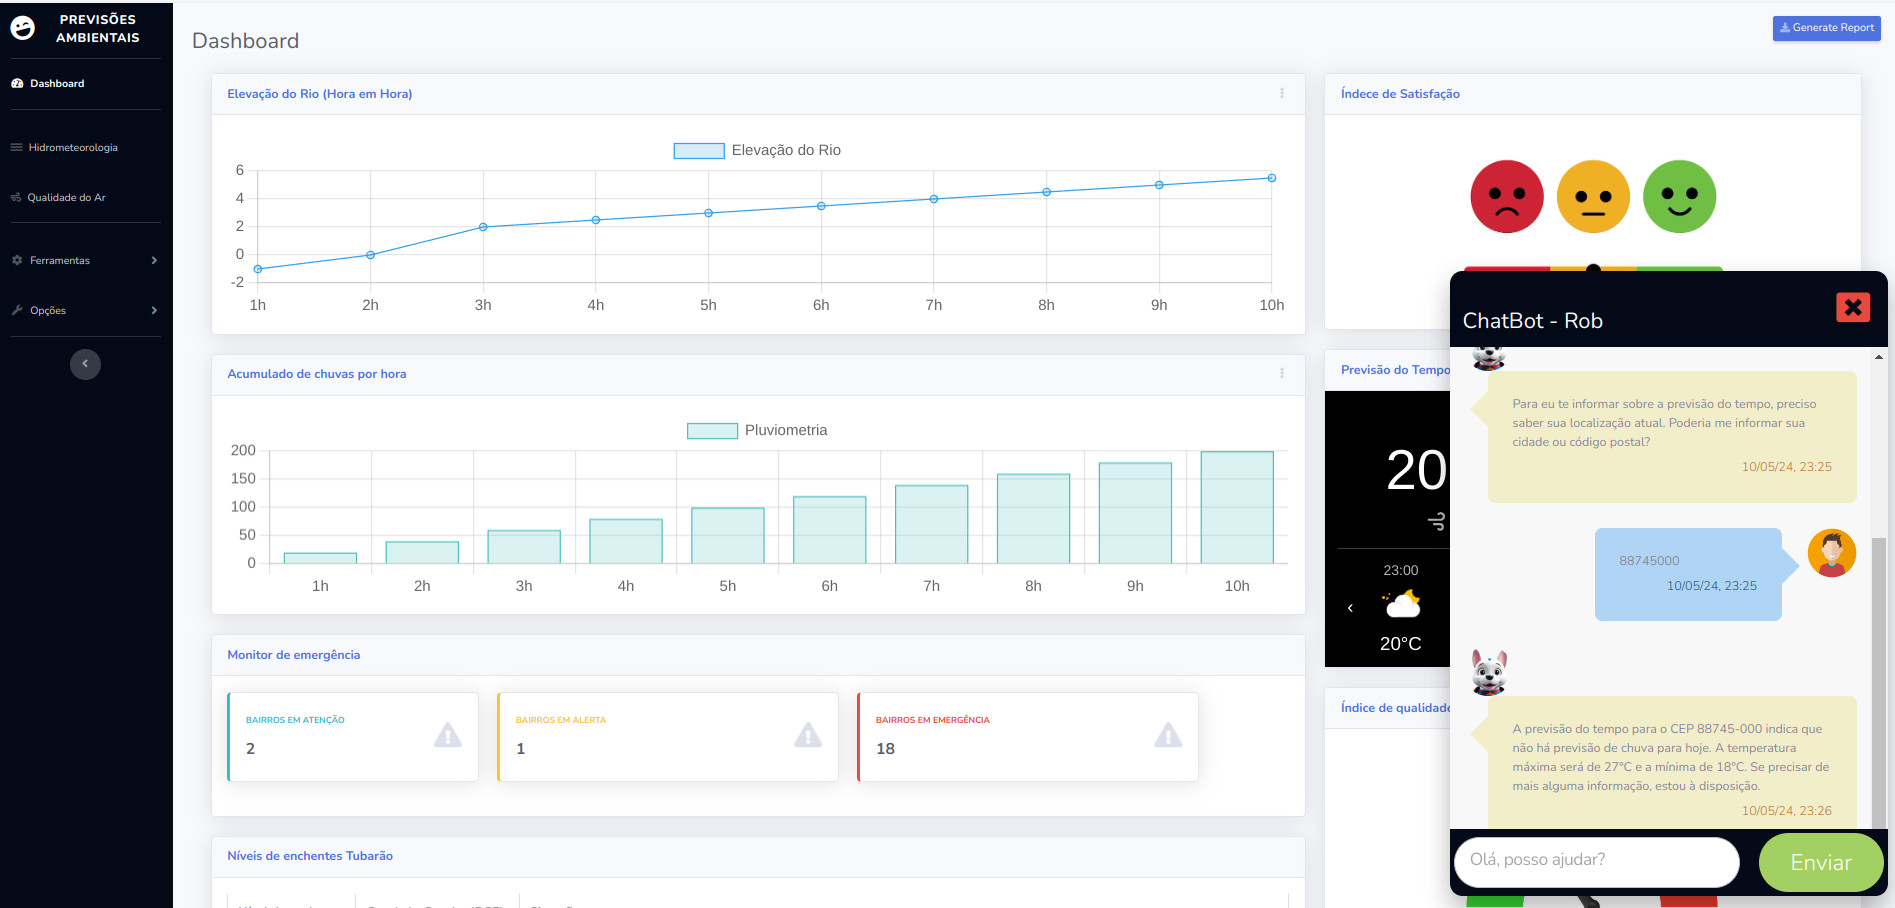 PREVISÕES
AMBIENTAIS
Dashboard
Hidrometeorologia
Qualidade do Ar
Ferramentas
Opções
Dashboard
Generate Report
Elevação do Rio (Hora em Hora)
Elevação do Rio
6
4
2
0
-2
1h 2h 3h 4h 5h 6h 7h 8h 9h 10h
Acumulado de chuvas por hora
Pluviometria
200
150
100
50
0
1h 2h 3h 4h 5h 6h 7h 8h 9h 10h
Monitor de emergência
BAIRROS EM ATENÇÃO
2
BAIRROS EM ALERTA
1
BAIRROS EM EMERGÊNCIA
18
Níveis de enchentes Tubarão
Índece de Satisfação
Previsão do Tempo
20
23:00
20°C
Índice de qualidade
ChatBot - Rob
Para eu te informar sobre a previsão do tempo, preciso
saber sua localização atual. Poderia me informar sua
cidade ou código postal?
10/05/24, 23:25
88745000
10/05/24, 23:25
A previsão do tempo para o CEP 88745-000 indica que
não há previsão de chuva para hoje. A temperatura
máxima será de 27°C e a mínima de 18°C. Se precisar de
mais alguma informação, estou à disposição.
10/05/24, 23:26
Olá, posso ajudar?
Enviar